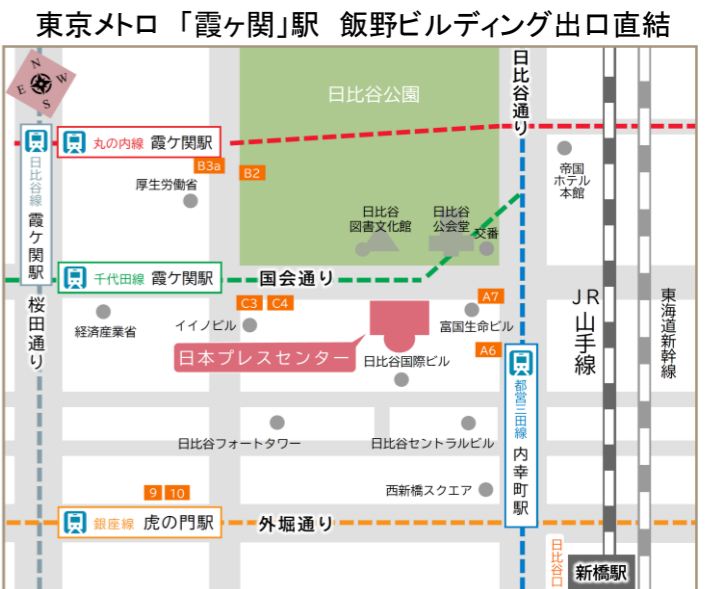 東京メトロ 「霞ヶ関」駅 飯野ビルディング出口直結
N
W
E
S
日比谷公園
日比谷通り
丸の内線 霞ケ関駅
日比谷線 霞ケ関駅
B3a
B2
厚生労働省
帝国
ホテル
本館
日比谷
図書文化館
日比谷
公会堂
交番
千代田線 霞ケ関駅
国会通り
桜田通り
C3
C4
A7
経済産業省
イイノビル
富国生命ビル
日本プレスセンター
日比谷国際ビル
A6
JR山手線
東海道新幹線
都営三田線 内幸町駅
日比谷フォートタワー
日比谷セントラルビル
9
10
西新橋スクエア
銀座線 虎の門駅
外堀通り
日比谷口
新橋駅